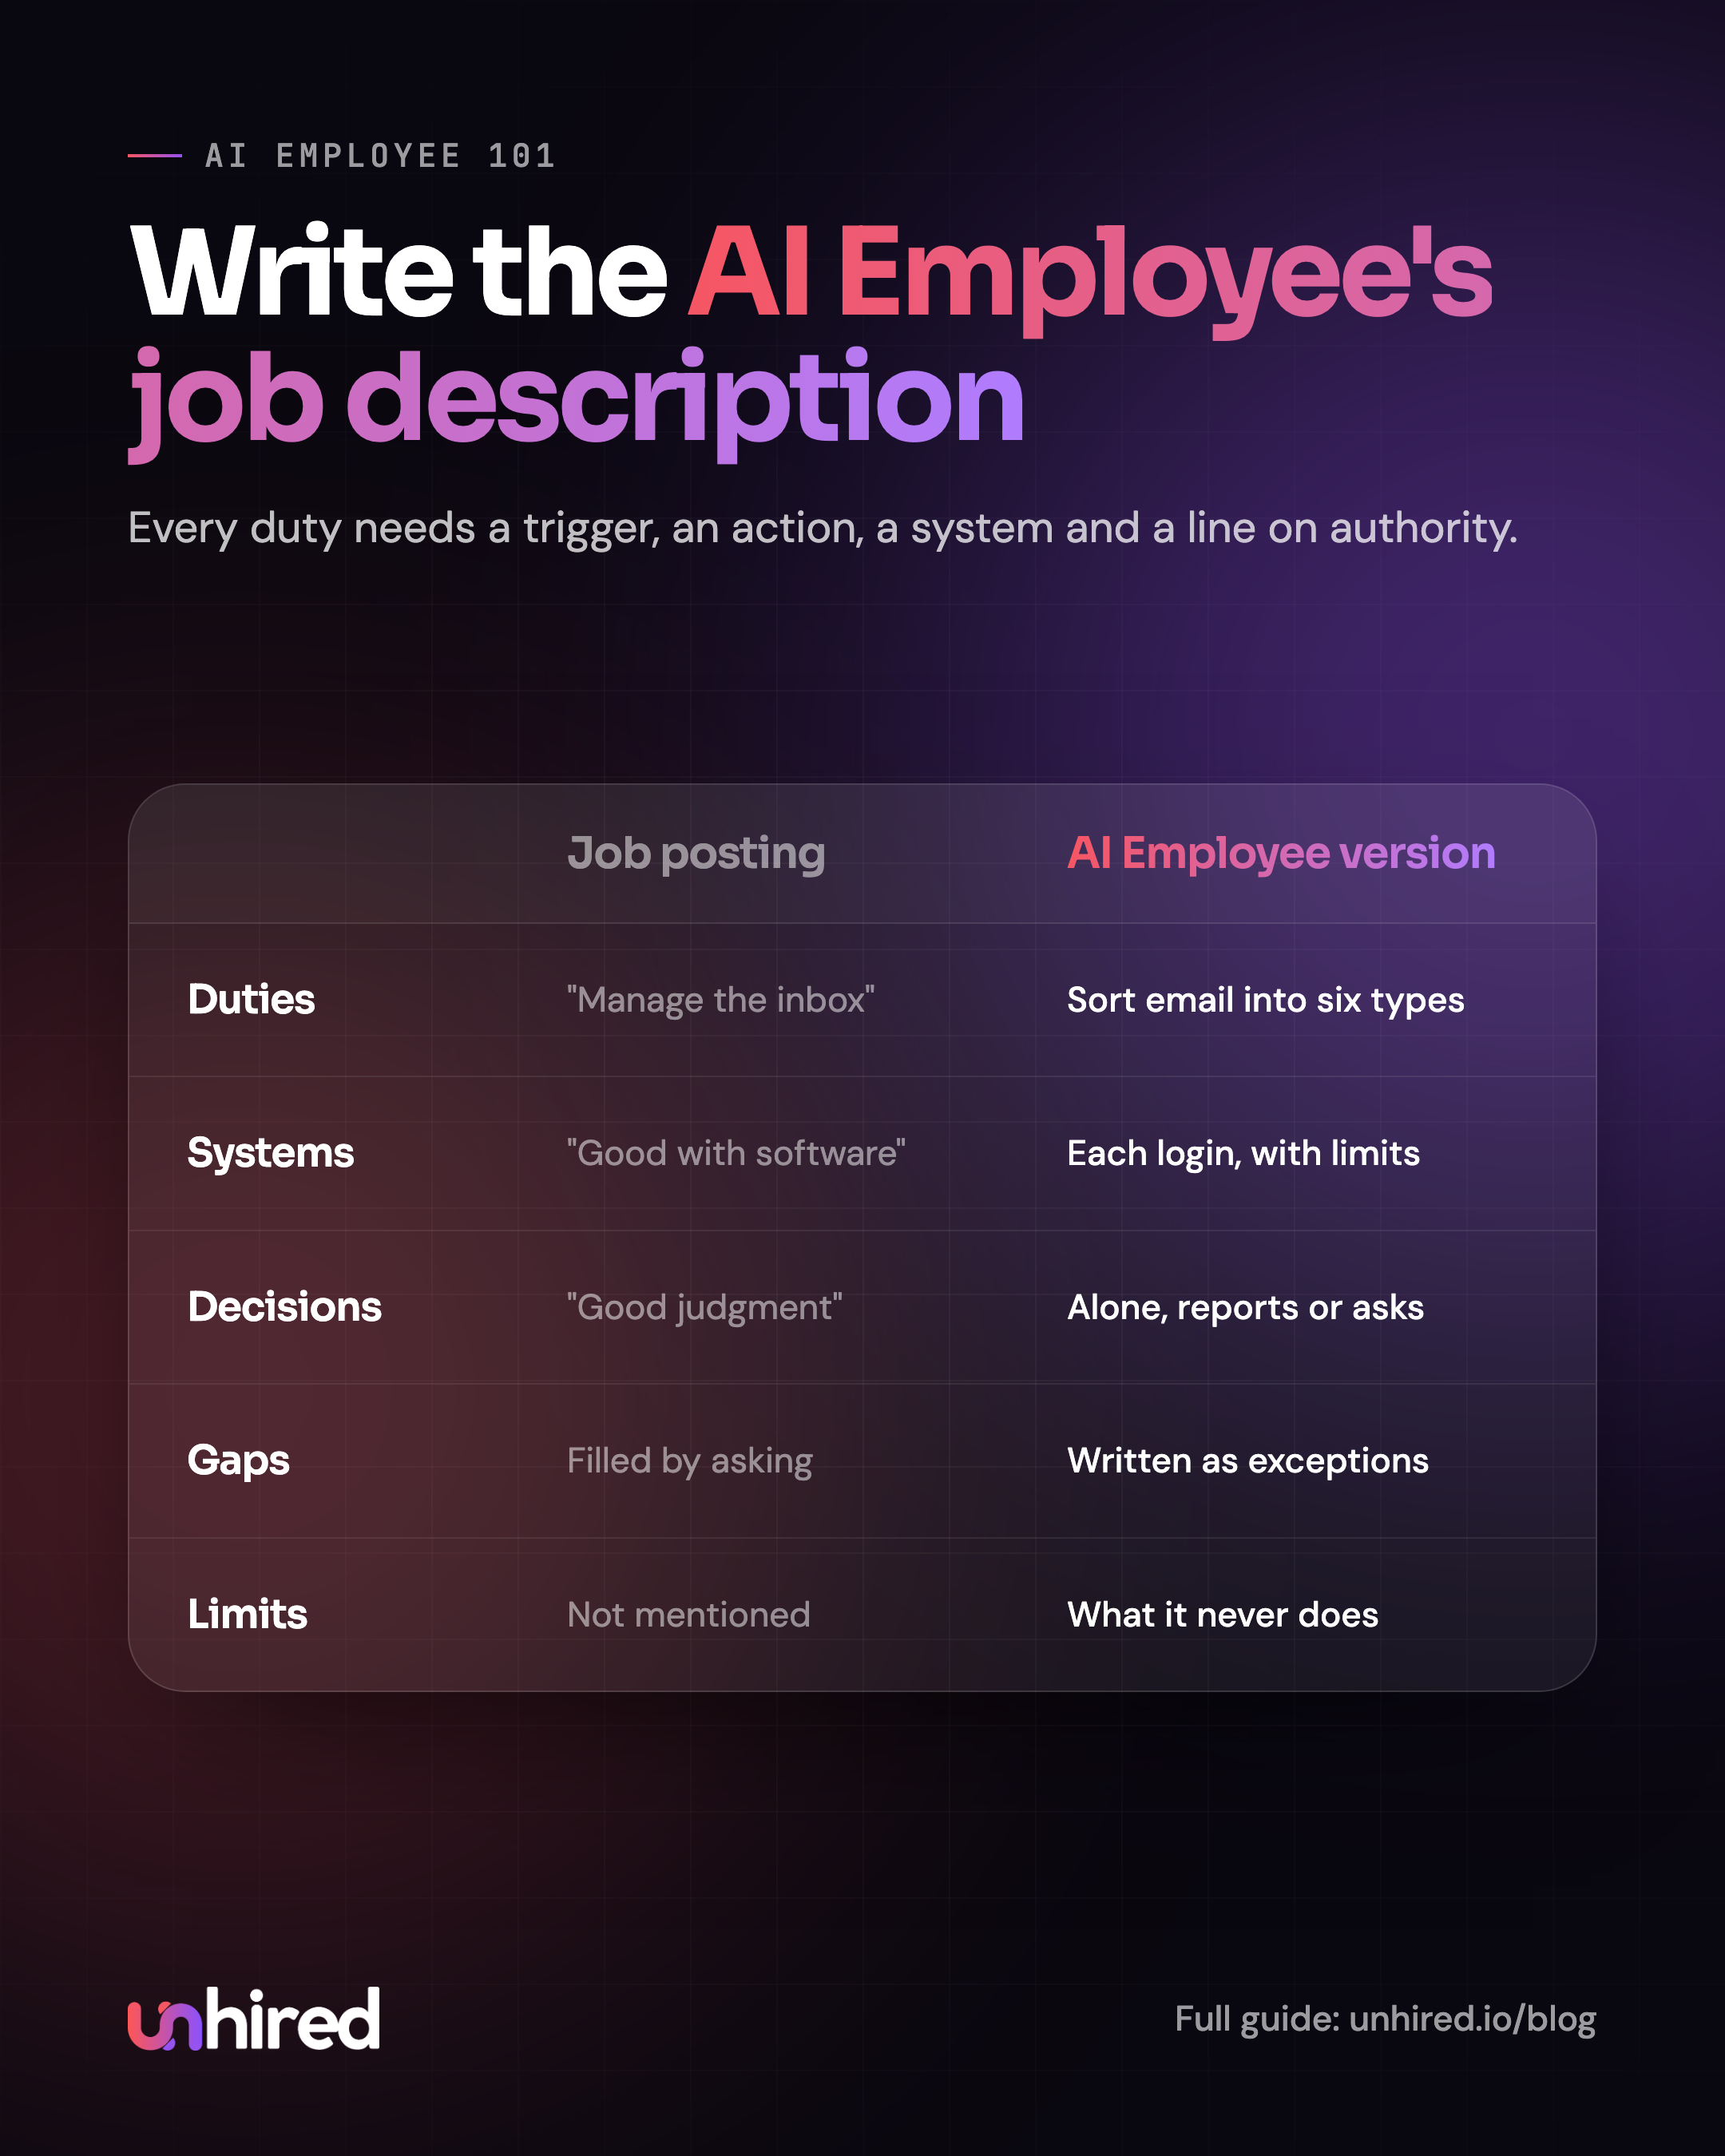 AI EMPLOYEE 101
Write the AI Employee's
job description
Every duty needs a trigger, an action, a system and a line on authority.
Job posting AI Employee version
Duties "Manage the inbox" Sort email into six types
Systems "Good with software" Each login, with limits
Decisions "Good judgment" Alone, reports or asks
Gaps Filled by asking Written as exceptions
Limits Not mentioned What it never does
unhired Full guide: unhired.io/blog